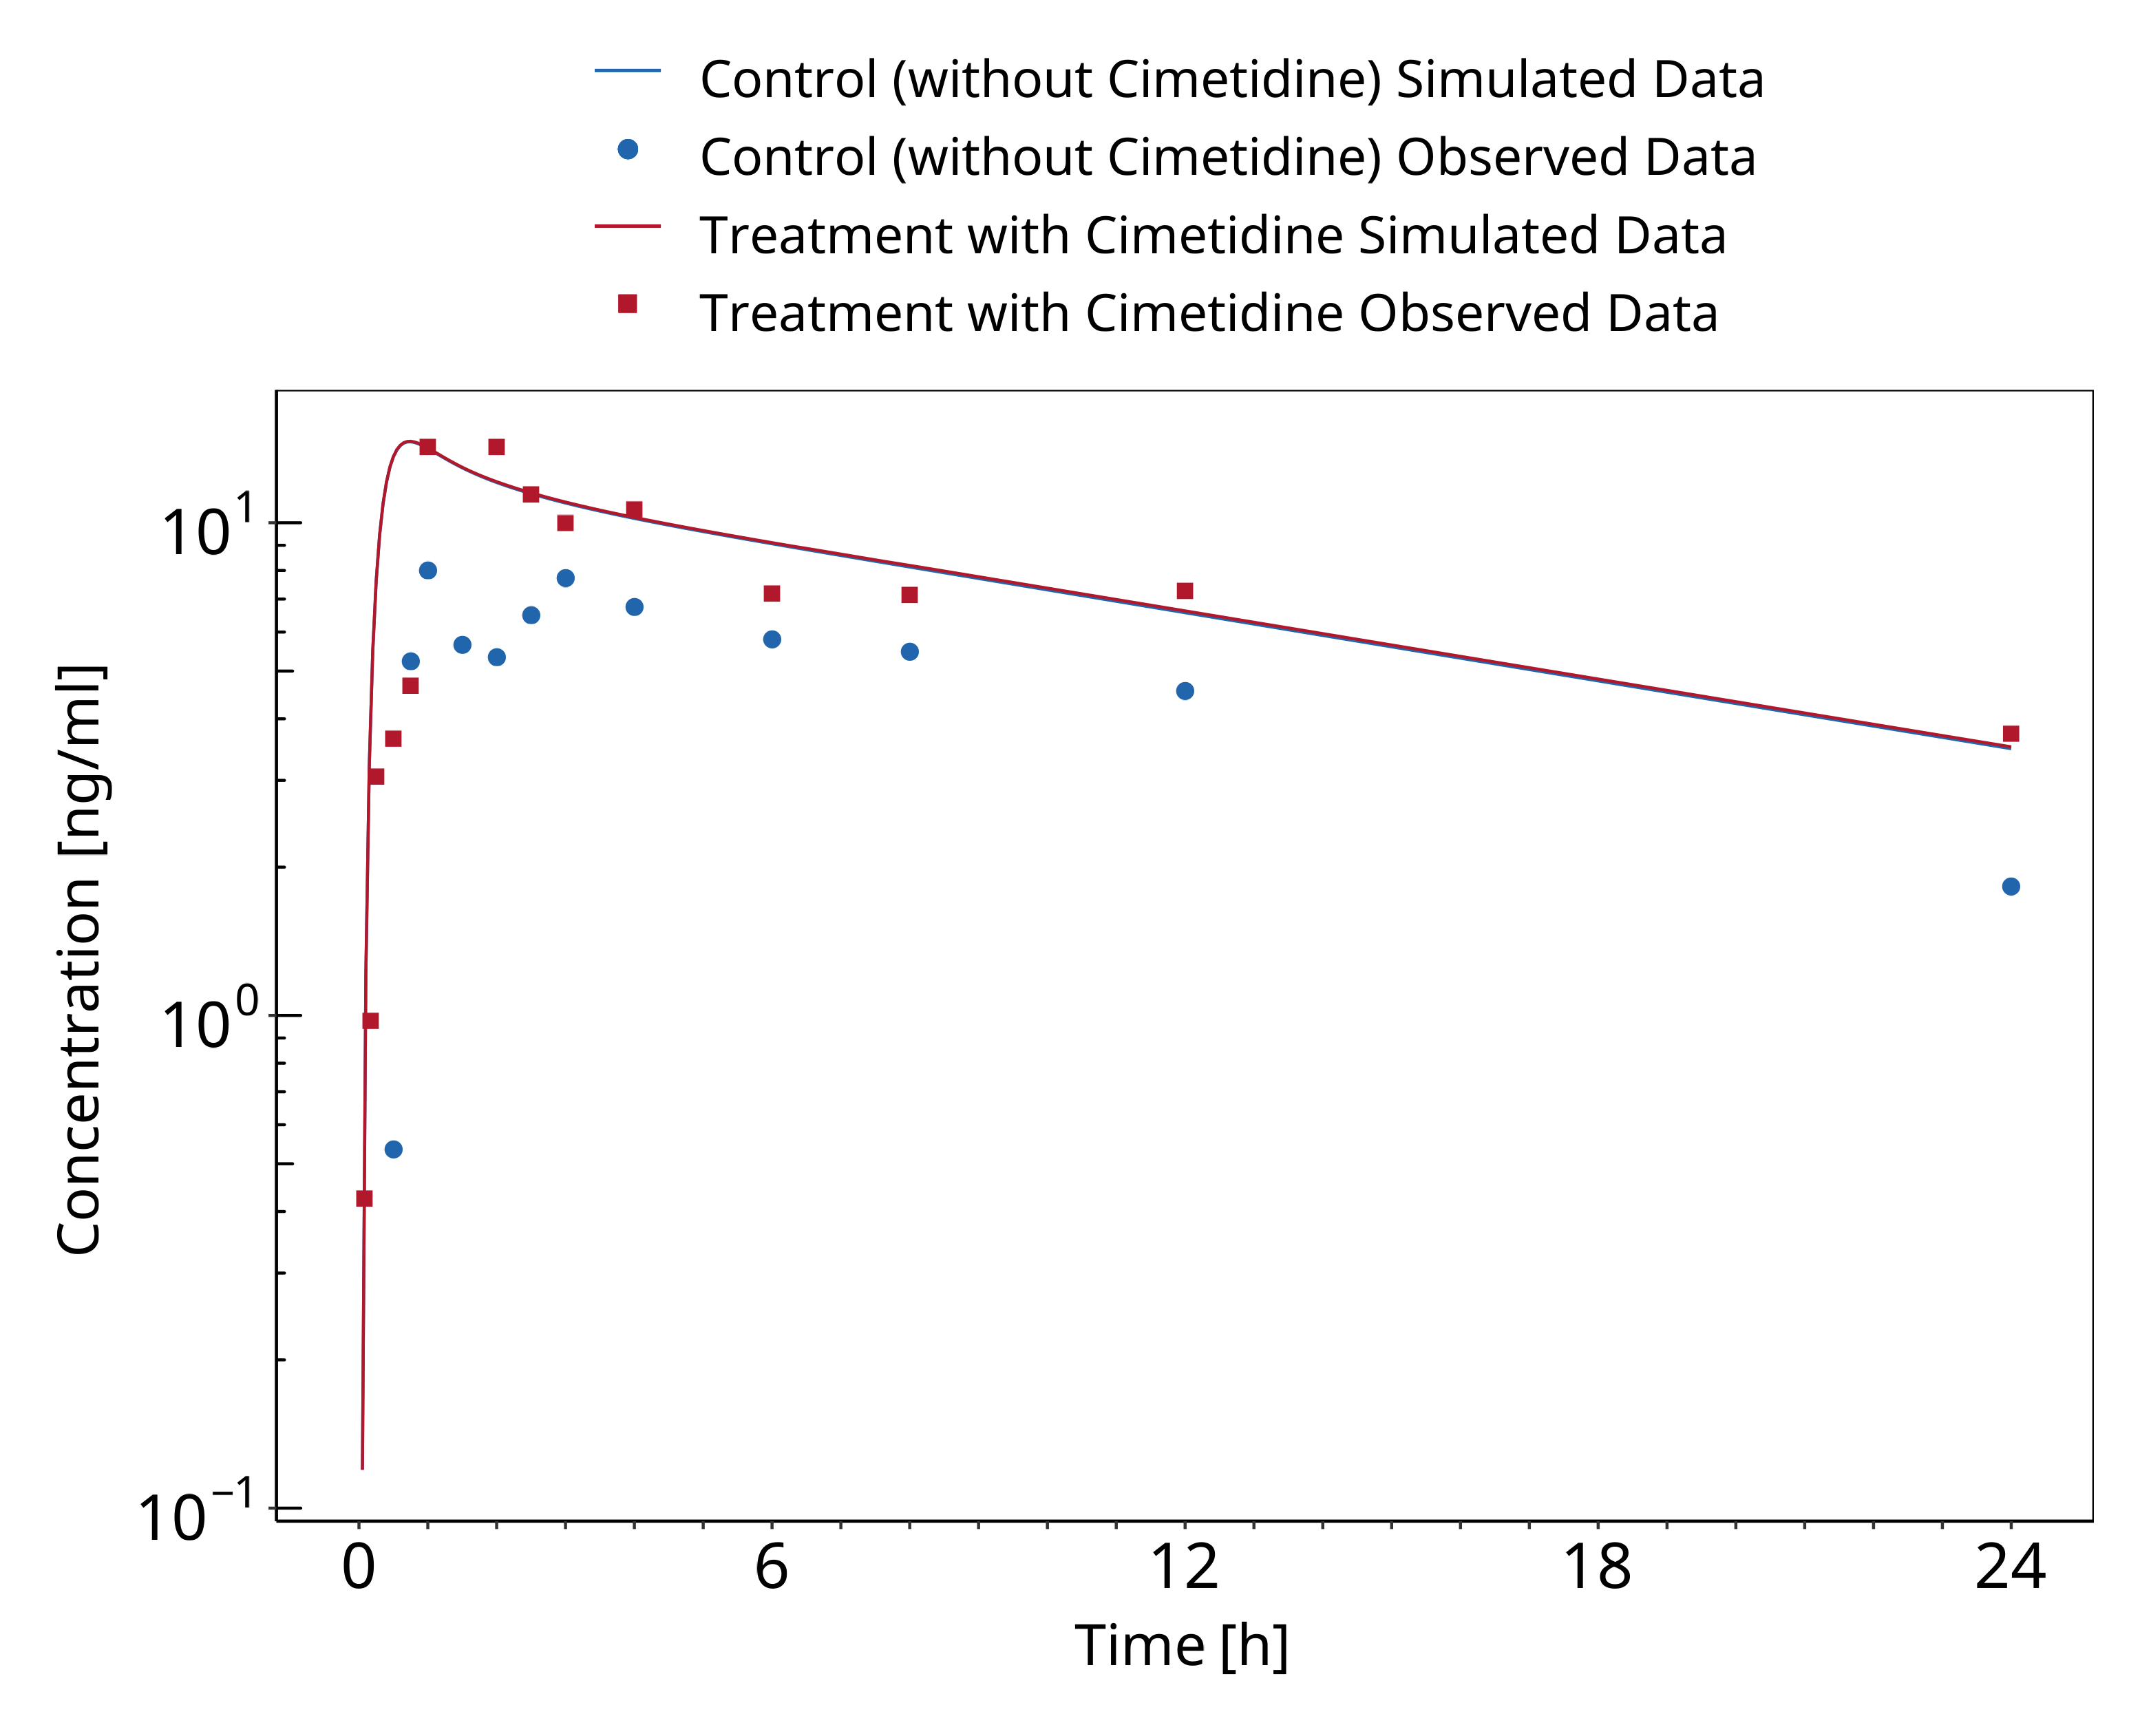 Control (without Cimetidine) Simulated Data
Control (without Cimetidine) Observed Data
Treatment with Cimetidine Simulated Data
Treatment with Cimetidine Observed Data
Concentration [ng/ml]
10¹
10⁰
10⁻¹
0 6 12 18 24
Time [h]